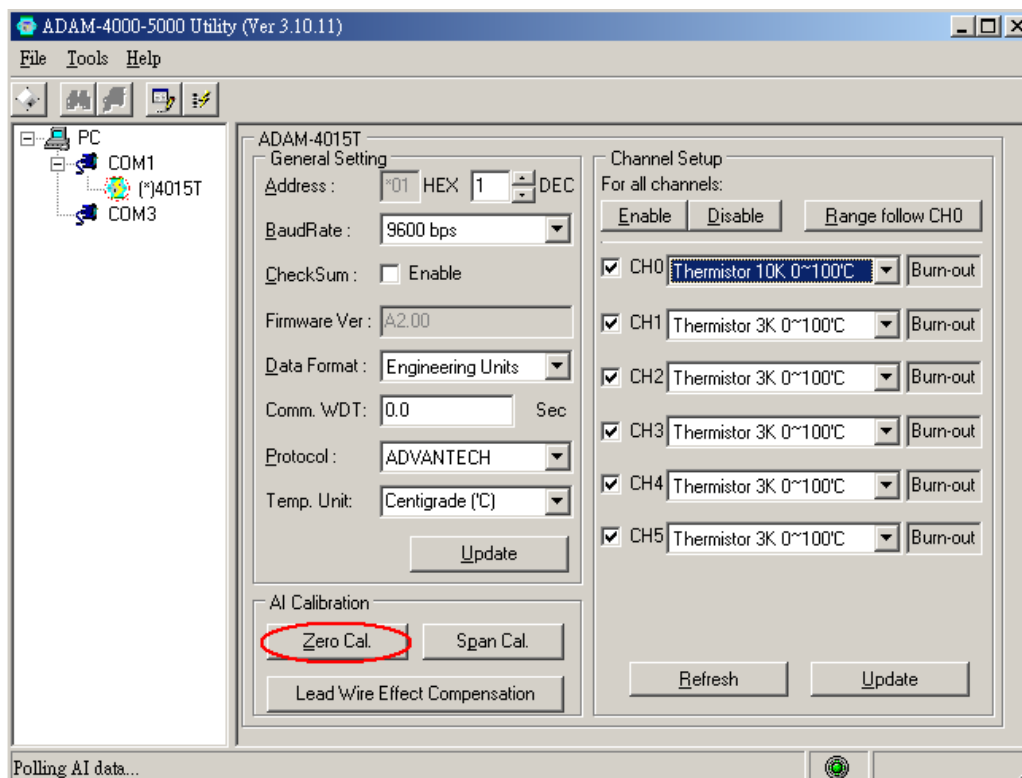 ADAM-4000-5000 Utility (Ver 3.10.11)
File Tools Help
PC
COM1
(*)4015T
COM3
ADAM-4015T
General Setting
Address : *01 HEX 1 DEC
BaudRate : 9600 bps
CheckSum : Enable
Firmware Ver : A2.00
Data Format : Engineering Units
Comm. WDT: 0.0 Sec
Protocol : ADVANTECH
Temp. Unit: Centigrade ('C)
Update
AI Calibration
Zero Cal. Span Cal.
Lead Wire Effect Compensation
Channel Setup
For all channels:
Enable Disable Range follow CH0
CH0 Thermistor 10K 0~100'C Burn-out
CH1 Thermistor 3K 0~100'C Burn-out
CH2 Thermistor 3K 0~100'C Burn-out
CH3 Thermistor 3K 0~100'C Burn-out
CH4 Thermistor 3K 0~100'C Burn-out
CH5 Thermistor 3K 0~100'C Burn-out
Refresh Update
Polling AI data...